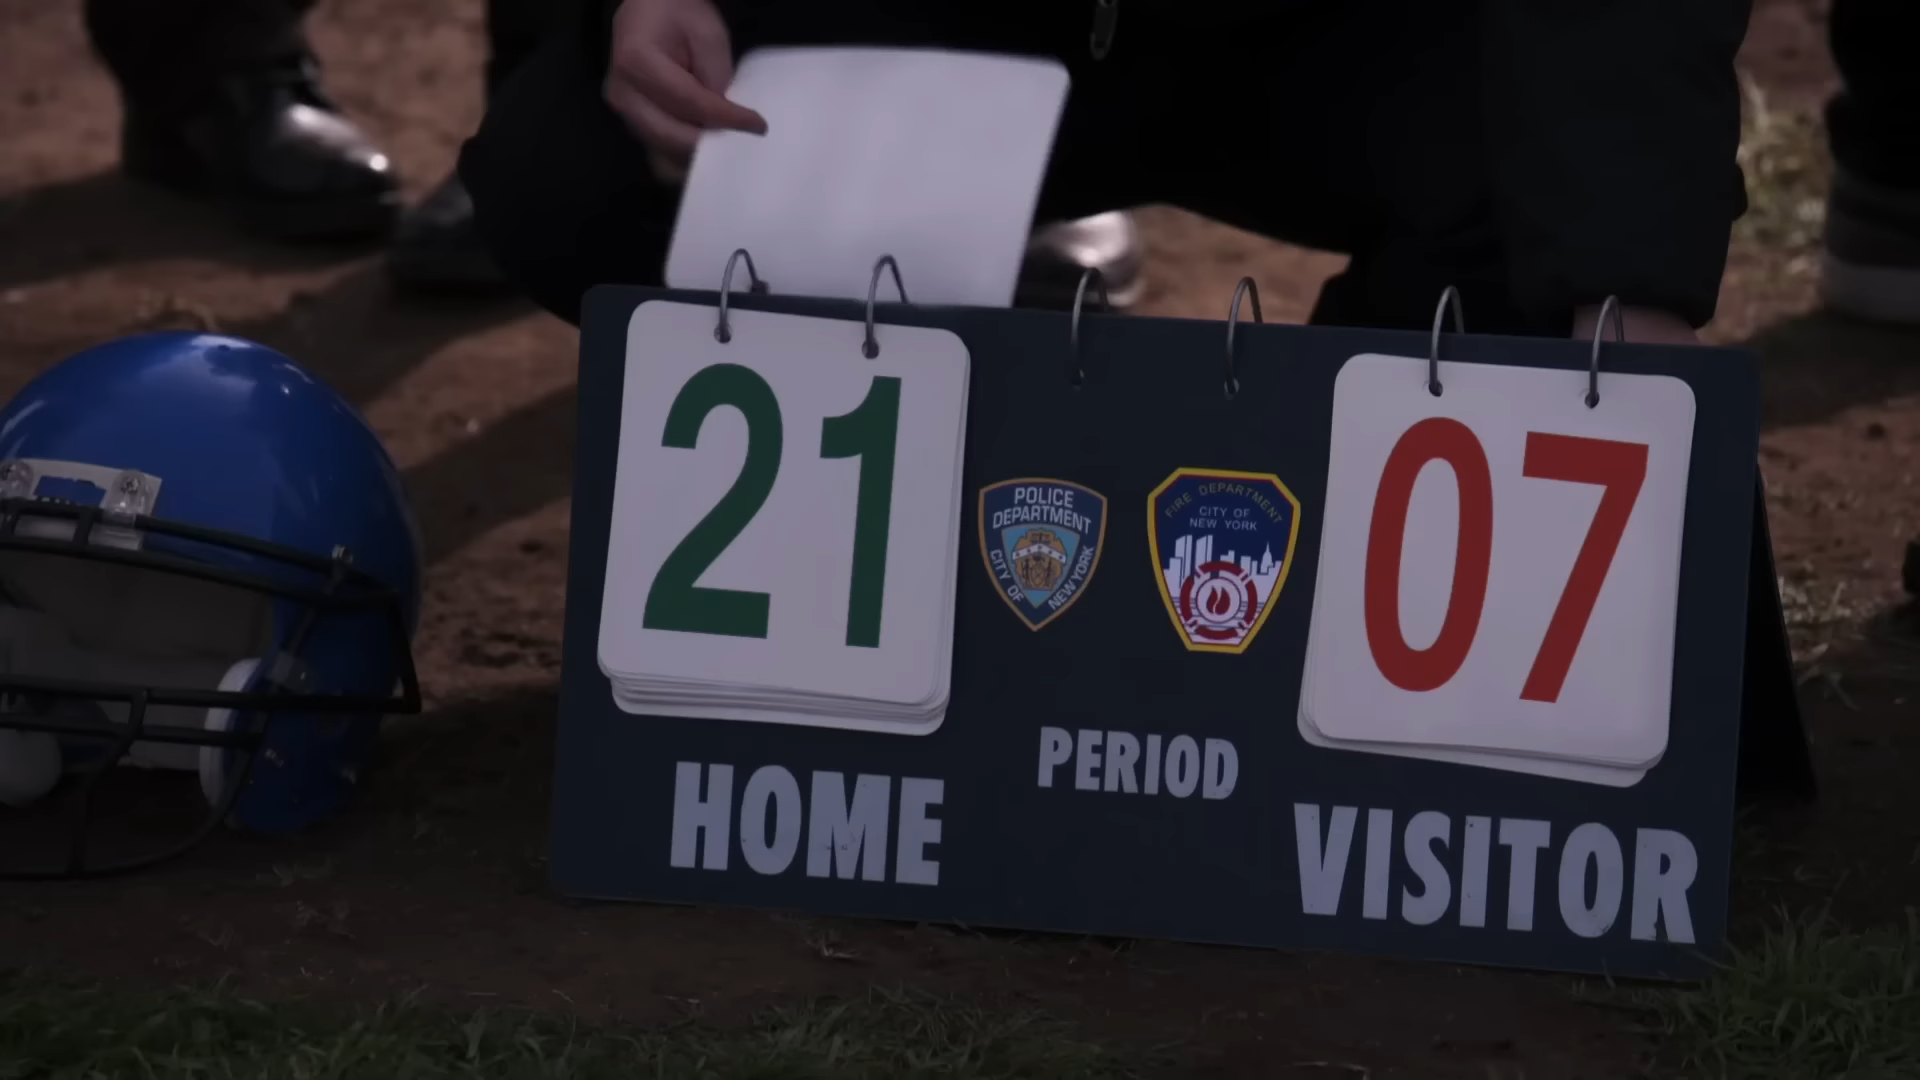 21
07
POLICE
DEPARTMENT
CITY OF
NEW YORK
FIRE DEPARTMENT
CITY OF
NEW YORK
HOME
PERIOD
VISITOR